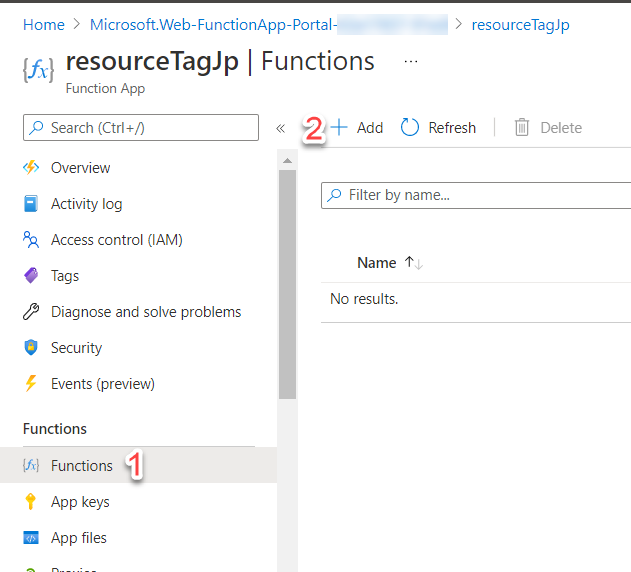 Home > Microsoft.Web-FunctionApp-Portal- > resourceTagJp
{fx} resourceTagJp | Functions ...
Function App
Search (Ctrl+/) «
2 + Add Refresh Delete
Overview
Activity log
Access control (IAM)
Tags
Diagnose and solve problems
Security
Events (preview)
Functions
{fx} Functions 1
App keys
App files
Filter by name...
Name ↑↓
No results.